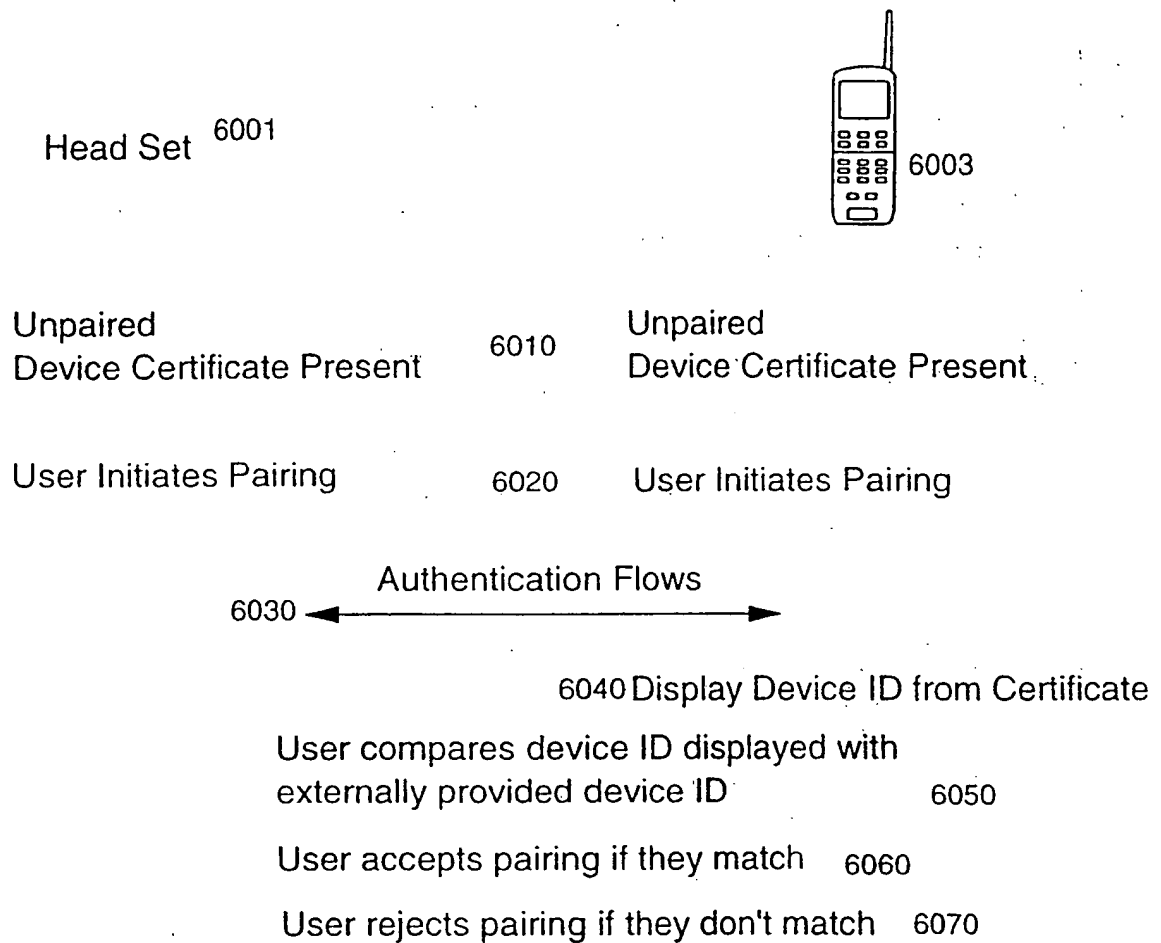 Head Set 6001
6003
Unpaired
Device Certificate Present
6010
Unpaired
Device Certificate Present
User Initiates Pairing 6020 User Initiates Pairing
Authentication Flows
6030
6040 Display Device ID from Certificate
User compares device ID displayed with
externally provided device ID 6050
User accepts pairing if they match 6060
User rejects pairing if they don't match 6070